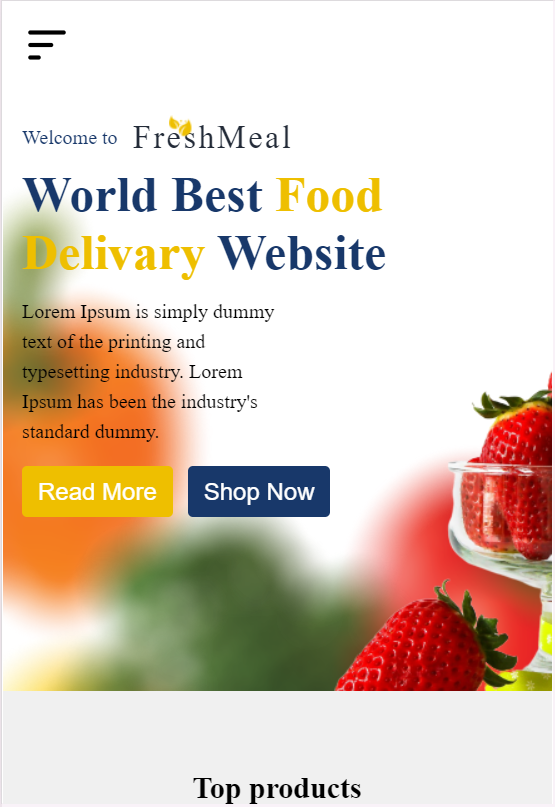 Welcome to FreshMeal
World Best Food
Delivary Website
Lorem Ipsum is simply dummy
text of the printing and
typesetting industry. Lorem
Ipsum has been the industry's
standard dummy.
Read More Shop Now
Top products